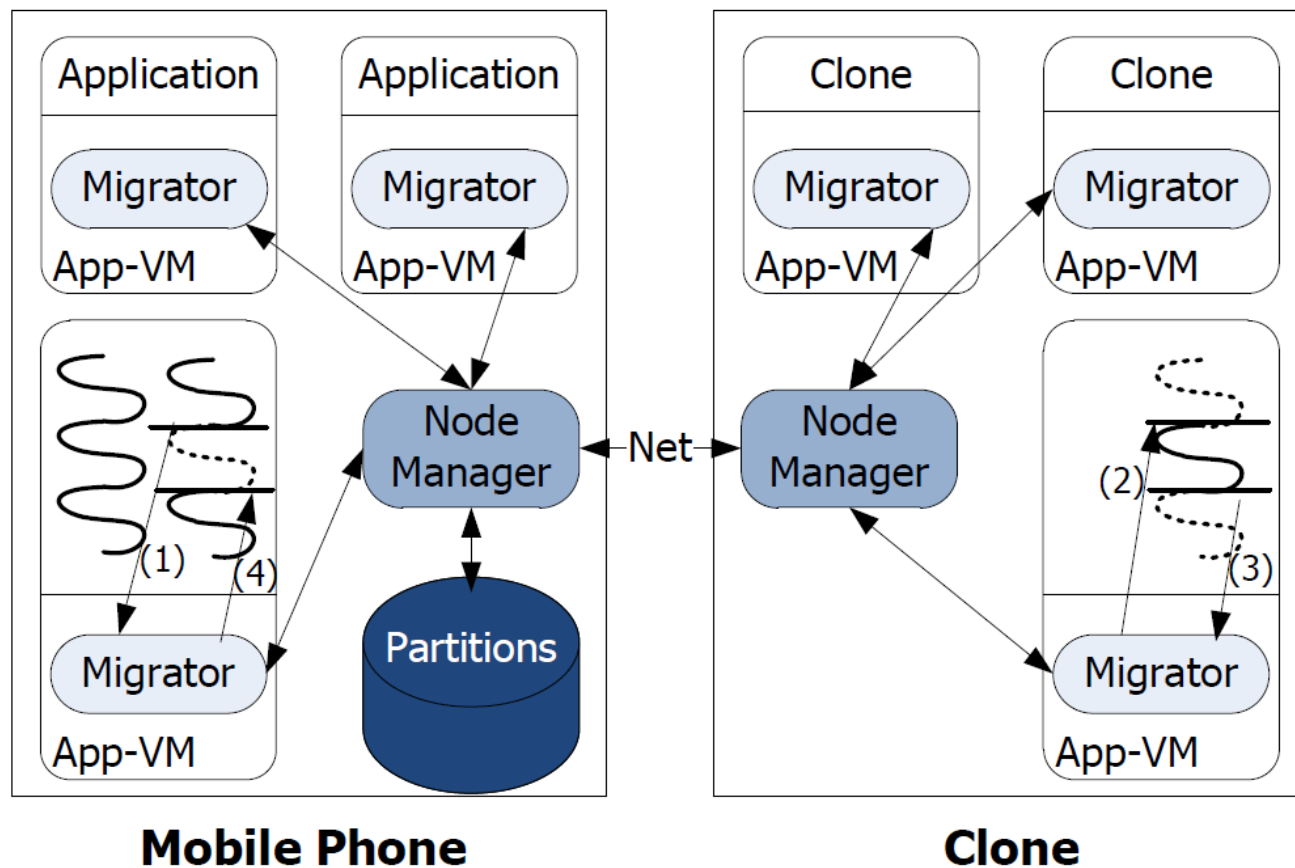 Application
Migrator
App-VM
Application
Migrator
App-VM
(1)
(4)
Migrator
App-VM
Node
Manager
Partitions
Net
Clone
Migrator
App-VM
Clone
Migrator
App-VM
Node
Manager
(2)
(3)
Migrator
App-VM
Mobile Phone
Clone